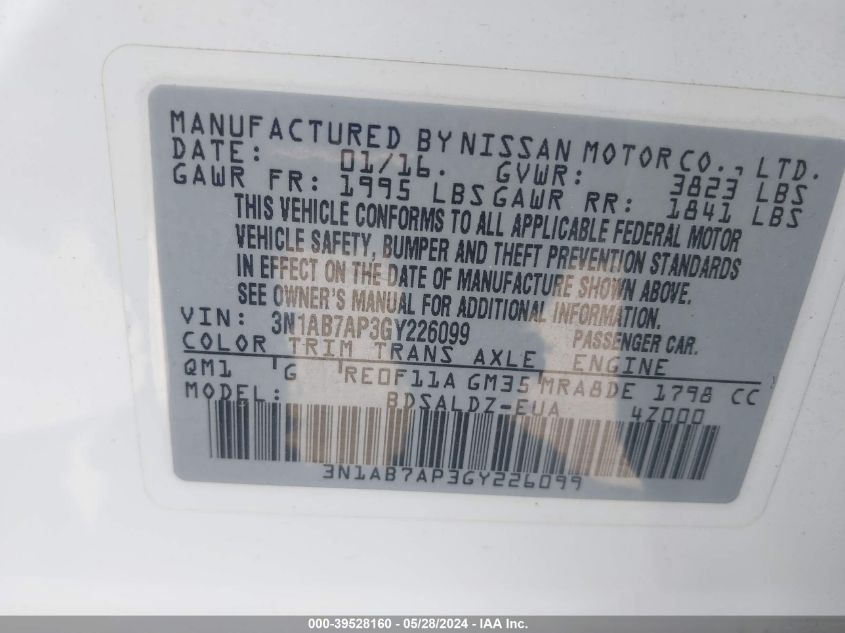 MANUFACTURED BY NISSAN MOTOR CO., LTD.
DATE: 01/16. GVWR: 3823 LBS
GAWR FR: 1995 LBS GAWR RR: 1841 LBS
THIS VEHICLE CONFORMS TO ALL APPLICABLE FEDERAL MOTOR
VEHICLE SAFETY, BUMPER AND THEFT PREVENTION STANDARDS
IN EFFECT ON THE DATE OF MANUFACTURE SHOWN ABOVE.
SEE OWNER'S MANUAL FOR ADDITIONAL INFORMATION.
VIN: 3N1AB7AP3GY226099 PASSENGER CAR.
COLOR TRIM TRANS AXLE ENGINE
QM1 G RE0F11A GM35 MRA8DE 1798 CC
MODEL: BDSALDZ-EUA 4Z000
3N1AB7AP3GY226099
000-39528160 - 05/28/2024 - IAA Inc.